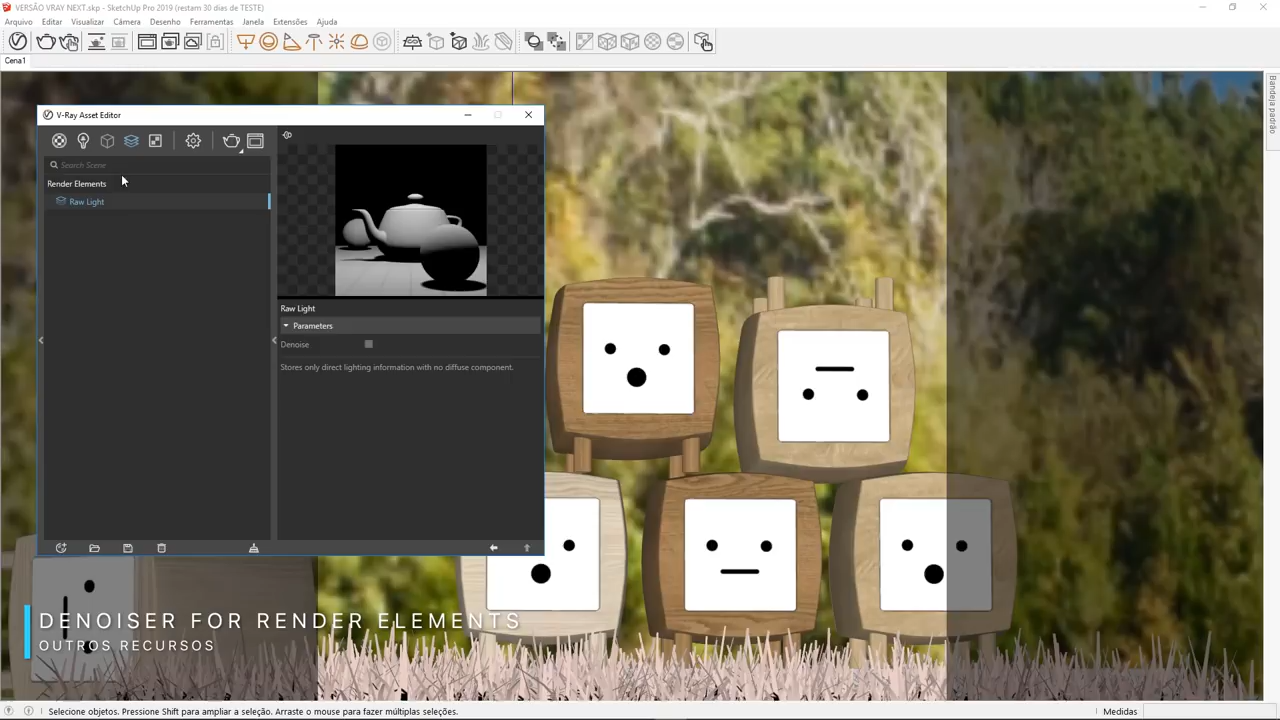 VERSÃO VRAY NEXT.skp - SketchUp Pro 2019 (restam 30 dias de TESTE)
Arquivo Editar Visualizar Câmera Desenho Ferramentas Janela Extensões Ajuda
Cena1
Bandeja padrão
V-Ray Asset Editor
Search Scene
Render Elements
Raw Light
Raw Light
Parameters
Denoise
Stores only direct lighting information with no diffuse component.
DENOISER FOR RENDER ELEMENTS
OUTROS RECURSOS
Selecione objetos. Pressione Shift para ampliar a seleção. Arraste o mouse para fazer múltiplas seleções.
Medidas